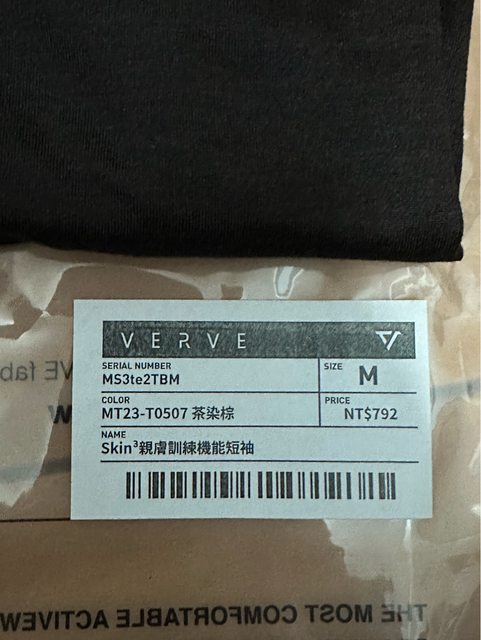 VERVE
SERIAL NUMBER
MS3te2TBM
SIZE
M
COLOR
MT23-T0507 茶染棕
PRICE
NT$792
NAME
Skin³親膚訓練機能短袖
THE MOST COMFORTABLE ACTIVEW